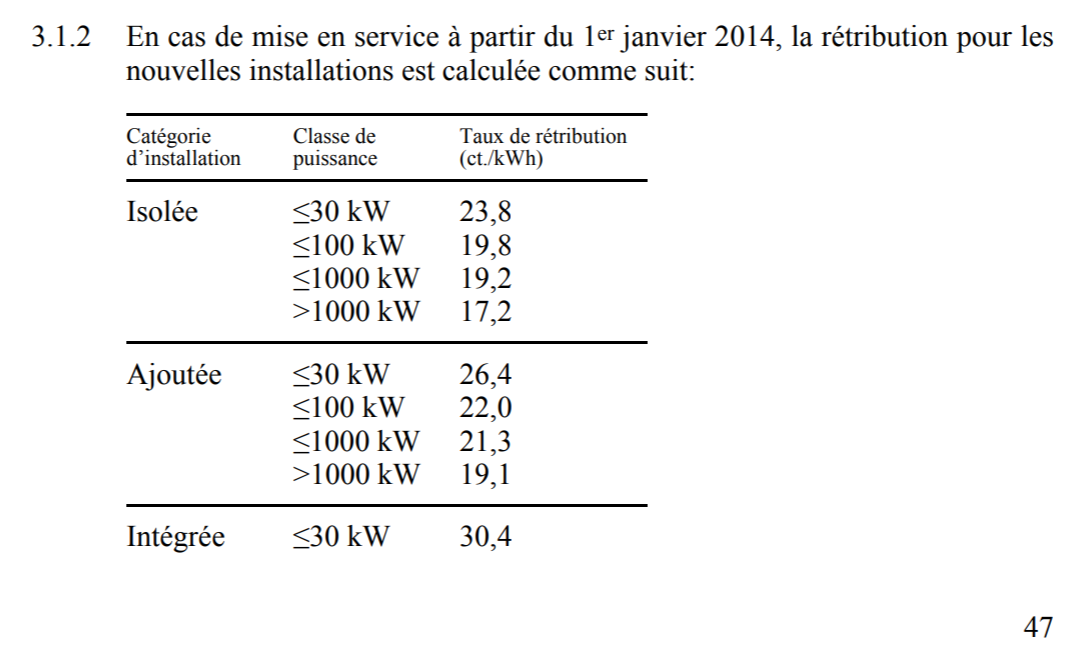 3.1.2 En cas de mise en service à partir du 1er janvier 2014, la rétribution pour les
nouvelles installations est calculée comme suit:
Catégorie d’installation Classe de puissance Taux de rétribution (ct./kWh)
Isolée ≤30 kW 23,8
≤100 kW 19,8
≤1000 kW 19,2
>1000 kW 17,2
Ajoutée ≤30 kW 26,4
≤100 kW 22,0
≤1000 kW 21,3
>1000 kW 19,1
Intégrée ≤30 kW 30,4
47